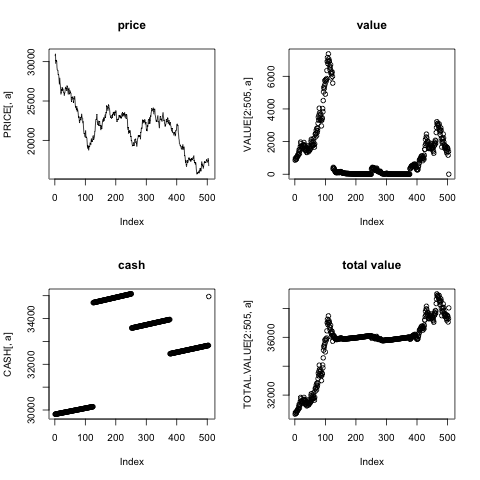 price
PRICE[, a]
20000 25000 30000
0 100 200 300 400 500
Index
value
VALUE[2:505, a]
0 2000 4000 6000
0 100 200 300 400 500
Index
cash
CASH[, a]
30000 32000 34000
0 100 200 300 400 500
Index
total value
TOTAL.VALUE[2:505, a]
32000 36000
0 100 200 300 400 500
Index